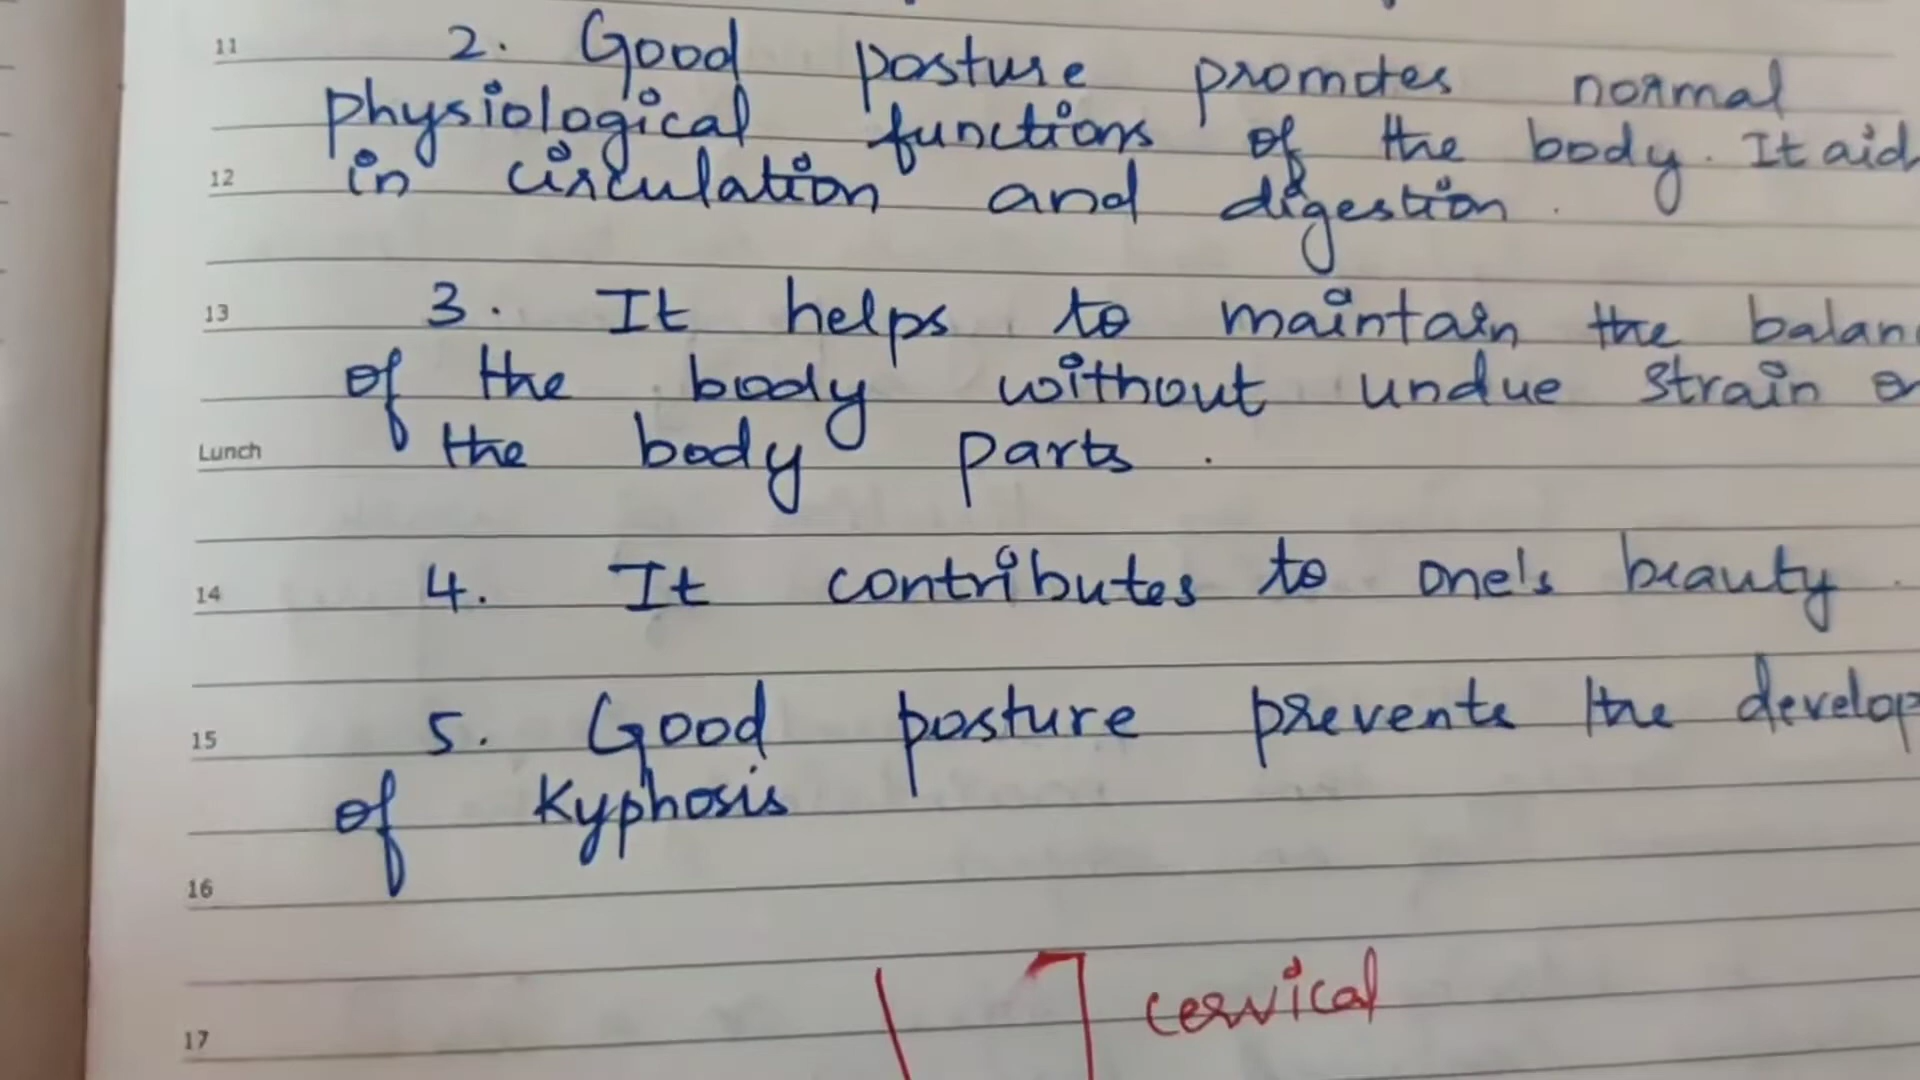 11 2. Good posture promotes normal
physiological functions of the body. It aid
12 in circulation and digestion.
13 3. It helps to maintain the balan
of the body without undue strain on
Lunch the body parts.
14 4. It contributes to one's beauty.
15 5. Good posture prevents the develop
of Kyphosis
16
cervical
17